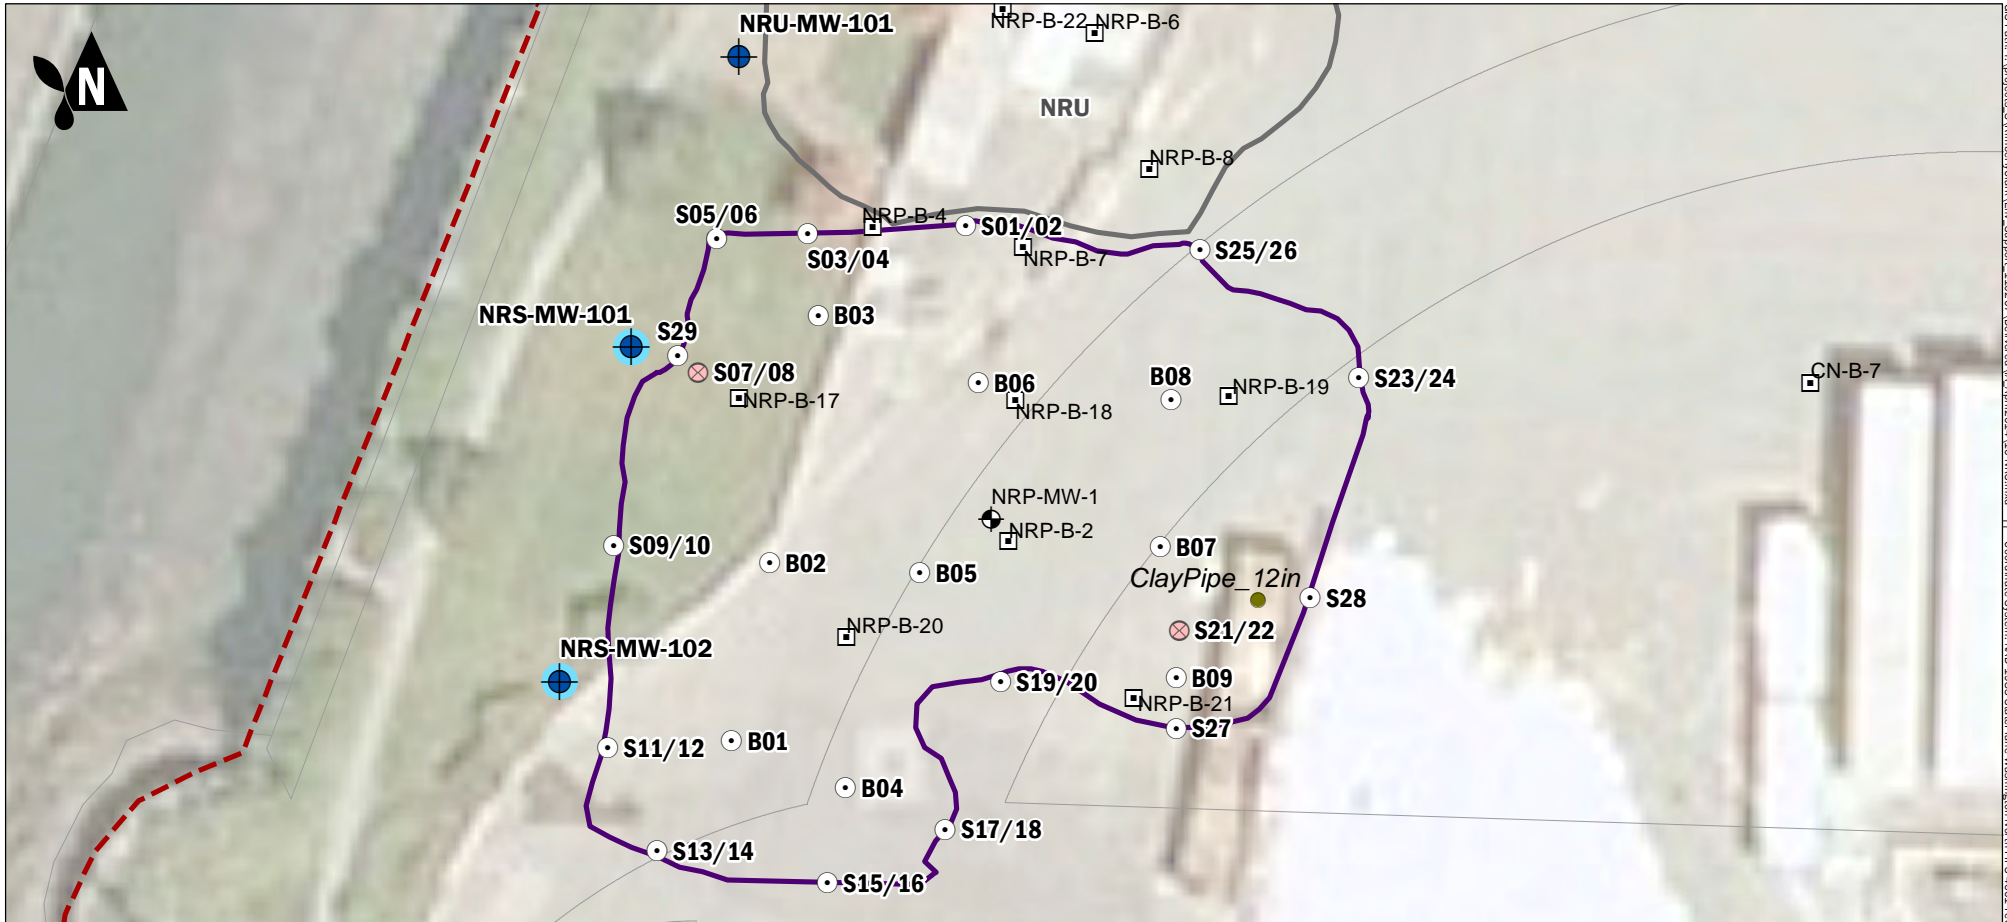 NRU-MW-101
NRP-B-22
NRP-B-6
N
NRU
NRP-B-8
S05/06
NRP-B-4
S01/02
S03/04
NRP-B-7
S25/26
NRS-MW-101
B03
S29
S07/08
NRP-B-17
B06
NRP-B-18
B08
NRP-B-19
S23/24
CN-B-7
NRP-MW-1
NRP-B-2
S09/10
B02
B05
B07
ClayPipe_12in
S28
NRP-B-20
S21/22
NRS-MW-102
S19/20
B09
NRP-B-21
S27
S11/12
B01
B04
S17/18
S13/14
S15/16